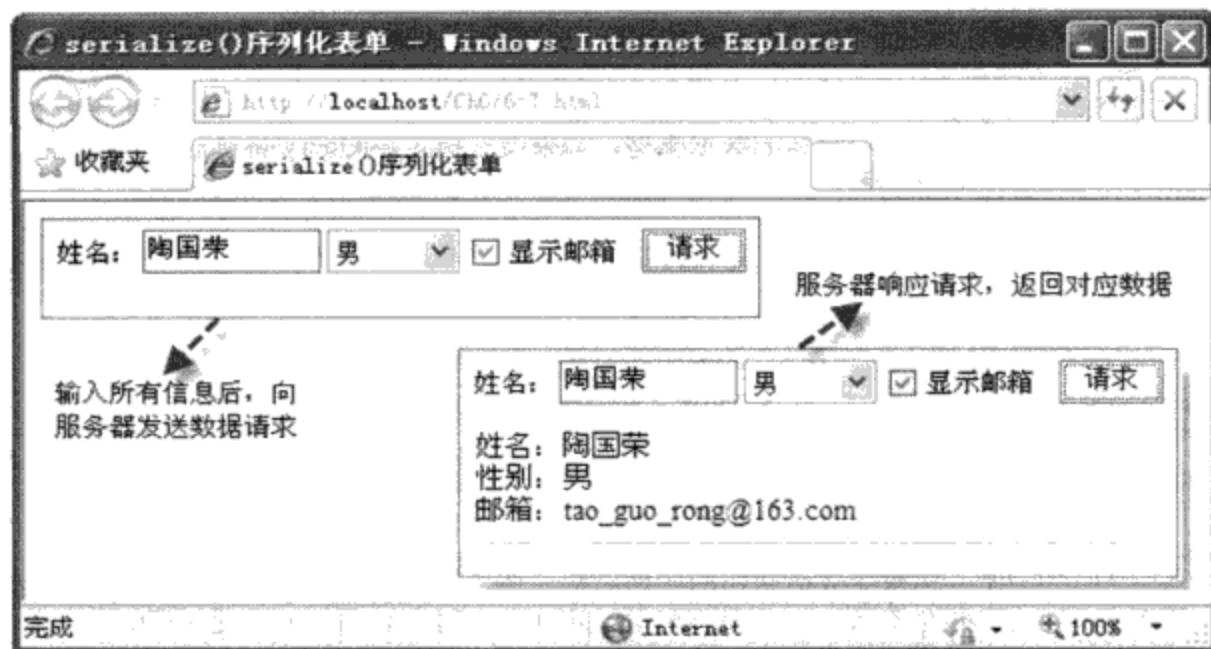 serialize()序列化表单 - Windows Internet Explorer
http://localhost/Ch6/6-7.html
收藏夹
serialize()序列化表单
姓名： 陶国荣 男 显示邮箱 请求
服务器响应请求，返回对应数据
输入所有信息后，向
服务器发送数据请求
姓名： 陶国荣 男 显示邮箱 请求
姓名：陶国荣
性别：男
邮箱：tao_guo_rong@163.com
完成
Internet
100%